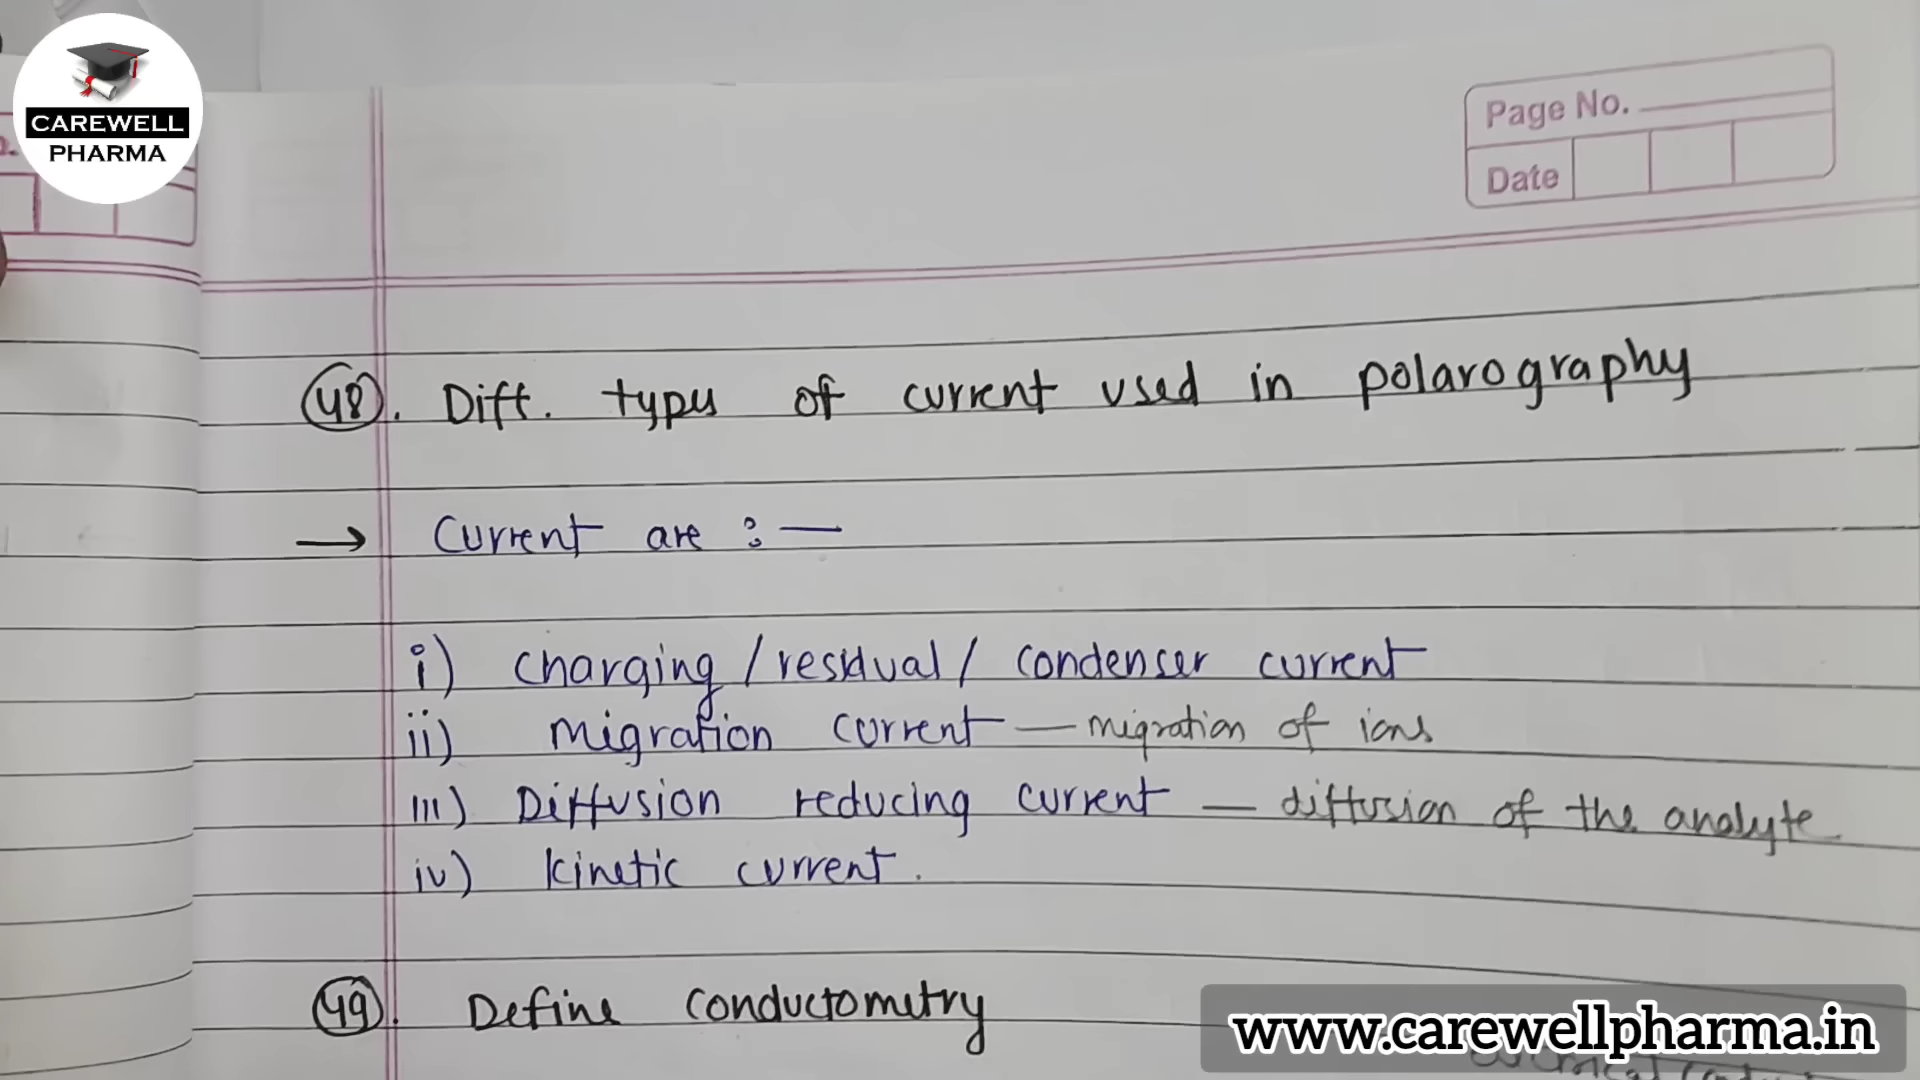 CAREWELL
PHARMA
Page No.
Date
48. Diff. types of current used in polarography
→ Current are : —
i) charging / residual / condenser current
ii) migration current — migration of ions
iii) Diffusion reducing current — diffusion of the analyte
iv) kinetic current.
49. Define conductometry
www.carewellpharma.in